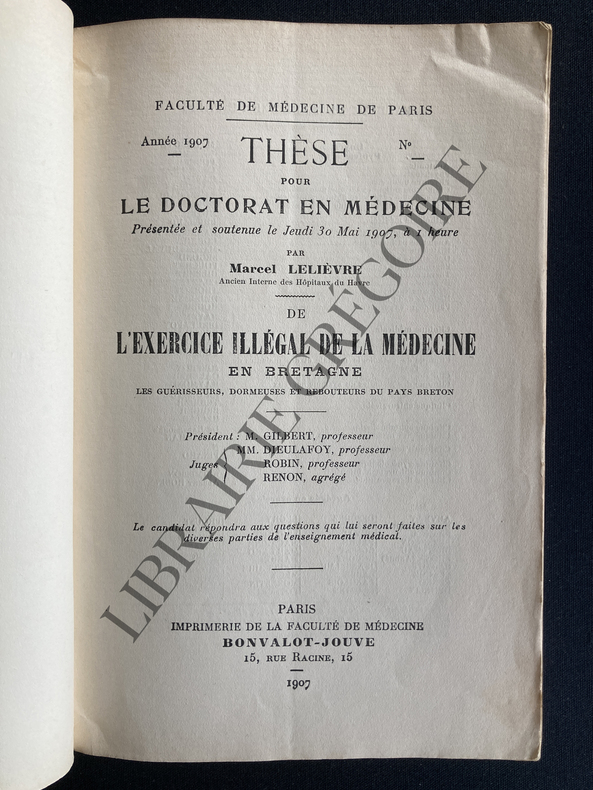 FACULTÉ DE MÉDECINE DE PARIS
Année 1907 THÈSE Nº
POUR
LE DOCTORAT EN MÉDECINE
Présentée et soutenue le Jeudi 30 Mai 1907, à 1 heure
PAR
Marcel LELIÈVRE
Ancien Interne des Hôpitaux du Havre
DE
L'EXERCICE ILLÉGAL DE LA MÉDECINE
EN BRETAGNE
LES GUÉRISSEURS, DORMEUSES ET REBOUTEURS DU PAYS BRETON
Président : M. GILBERT, professeur
MM. DIEULAFOY, professeur
Juges ROBIN, professeur
RENON, agrégé
Le candidat répondra aux questions qui lui seront faites sur les
diverses parties de l'enseignement médical.
PARIS
IMPRIMERIE DE LA FACULTÉ DE MÉDECINE
BONVALOT-JOUVE
15, RUE RACINE, 15
1907
LIBRAIRIE GRÉGOIRE